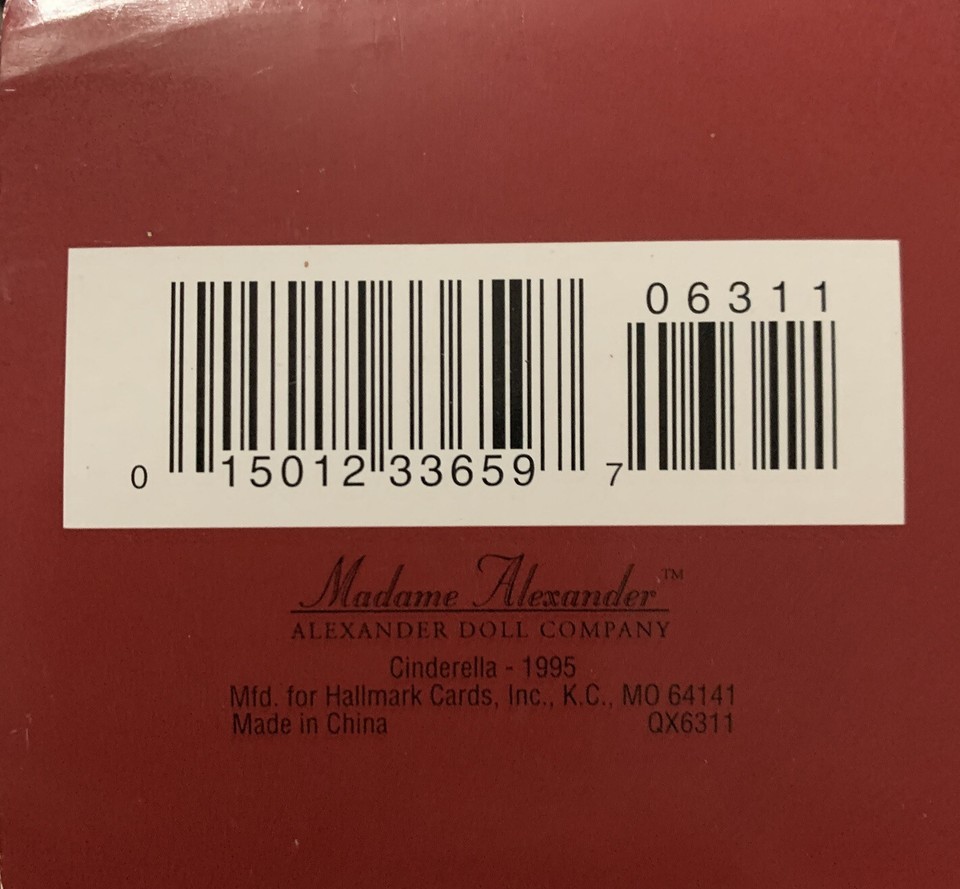 06311
0 15012 33659 7
Madame Alexander™
ALEXANDER DOLL COMPANY
Cinderella - 1995
Mfd. for Hallmark Cards, Inc., K.C., MO 64141
Made in China QX6311